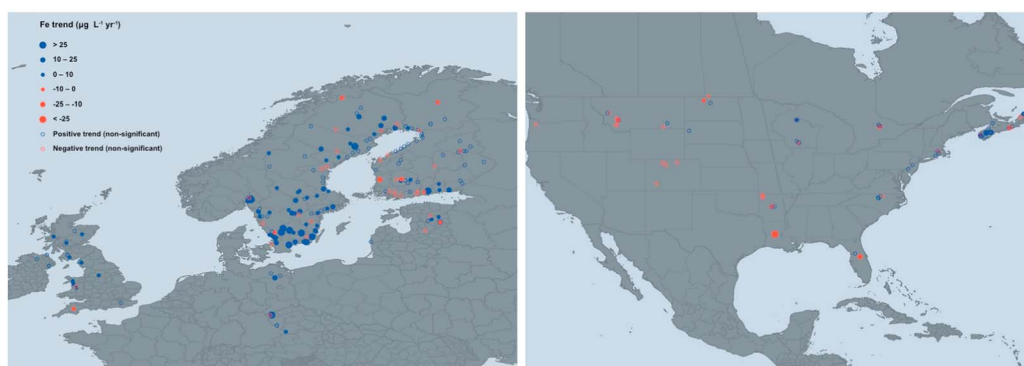 Fe trend (µg L⁻¹ yr⁻¹)
> 25
10 – 25
0 – 10
-10 – 0
-25 – -10
< -25
Positive trend (non-significant)
Negative trend (non-significant)